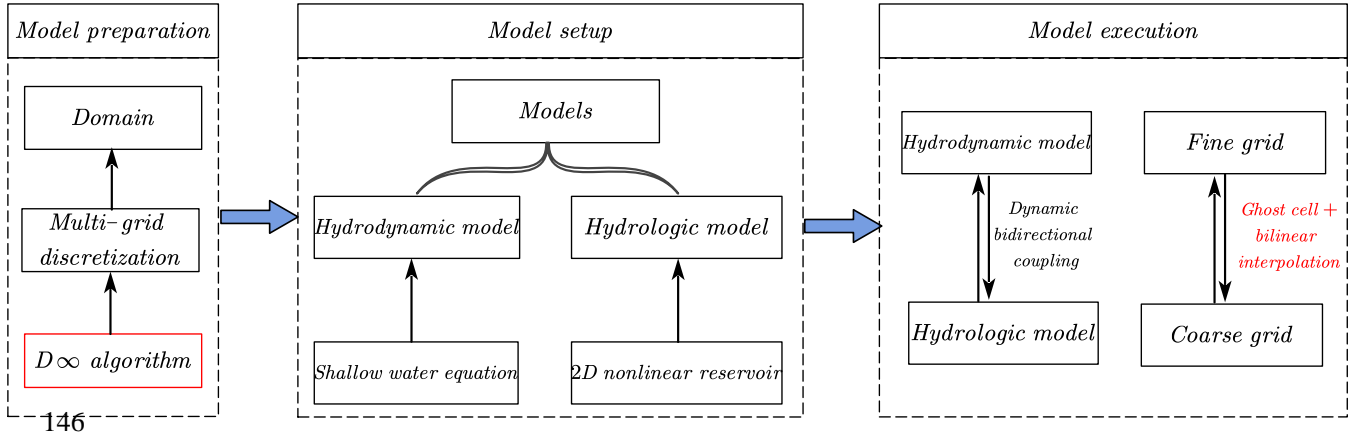 Model preparation
Domain
Multi–grid
discretization
D∞ algorithm
146
Model setup
Models
Hydrodynamic model
Hydrologic model
Shallow water equation
2D nonlinear reservoir
Model execution
Hydrodynamic model
Dynamic
bidirectional
coupling
Hydrologic model
Fine grid
Ghost cell +
bilinear
interpolation
Coarse grid